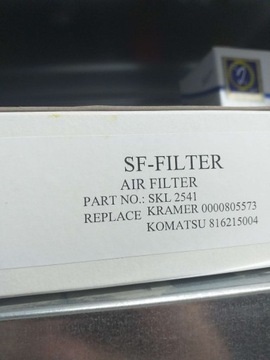 SF-FILTER
AIR FILTER
PART NO.: SKL 2541
REPLACE KRAMER 0000805573
KOMATSU 816215004